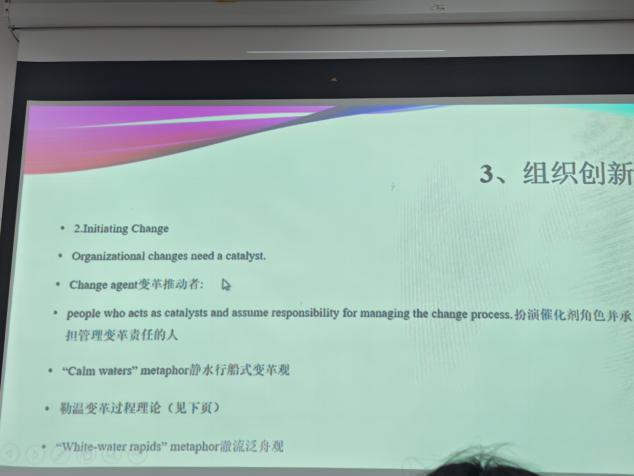 3、组织创新
2.Initiating Change
Organizational changes need a catalyst.
Change agent变革推动者:
people who acts as catalysts and assume responsibility for managing the change process.扮演催化剂角色并承
担管理变革责任的人
“Calm waters” metaphor静水行船式变革观
勒温变革过程理论（见下页）
“White-water rapids” metaphor激流泛舟观